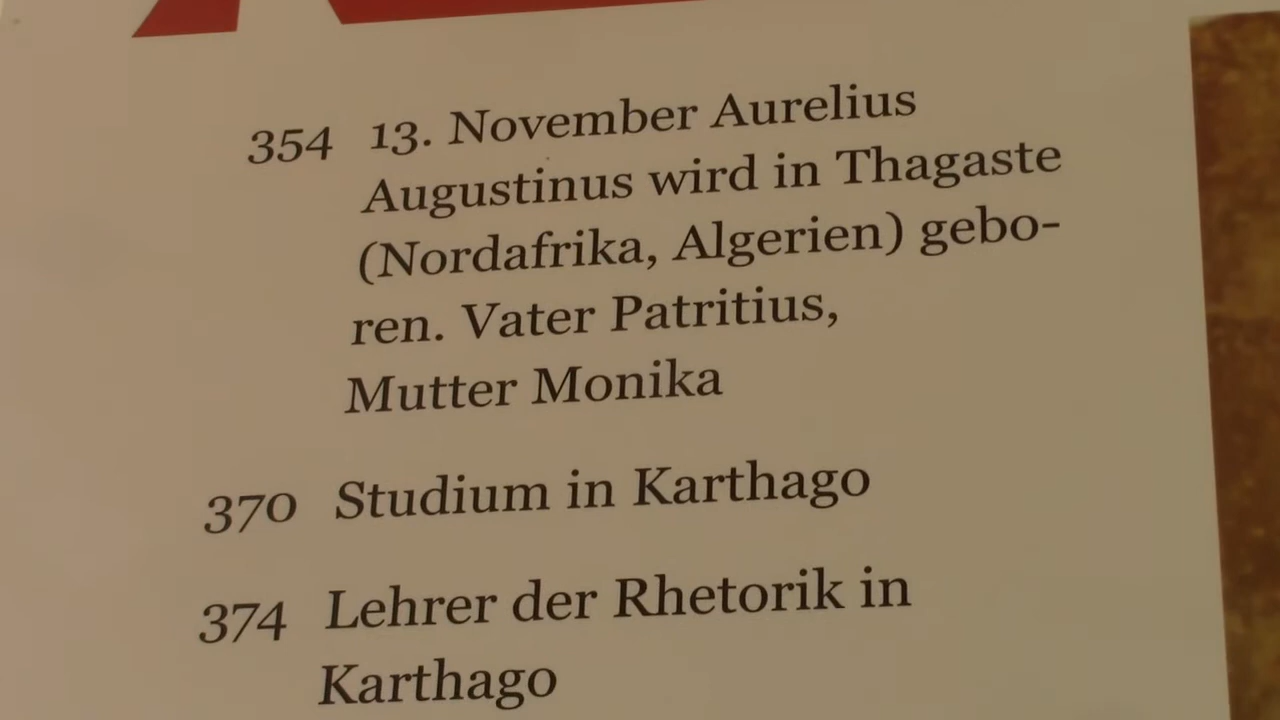 354 13. November Aurelius
Augustinus wird in Thagaste
(Nordafrika, Algerien) gebo-
ren. Vater Patritius,
Mutter Monika
370 Studium in Karthago
374 Lehrer der Rhetorik in
Karthago